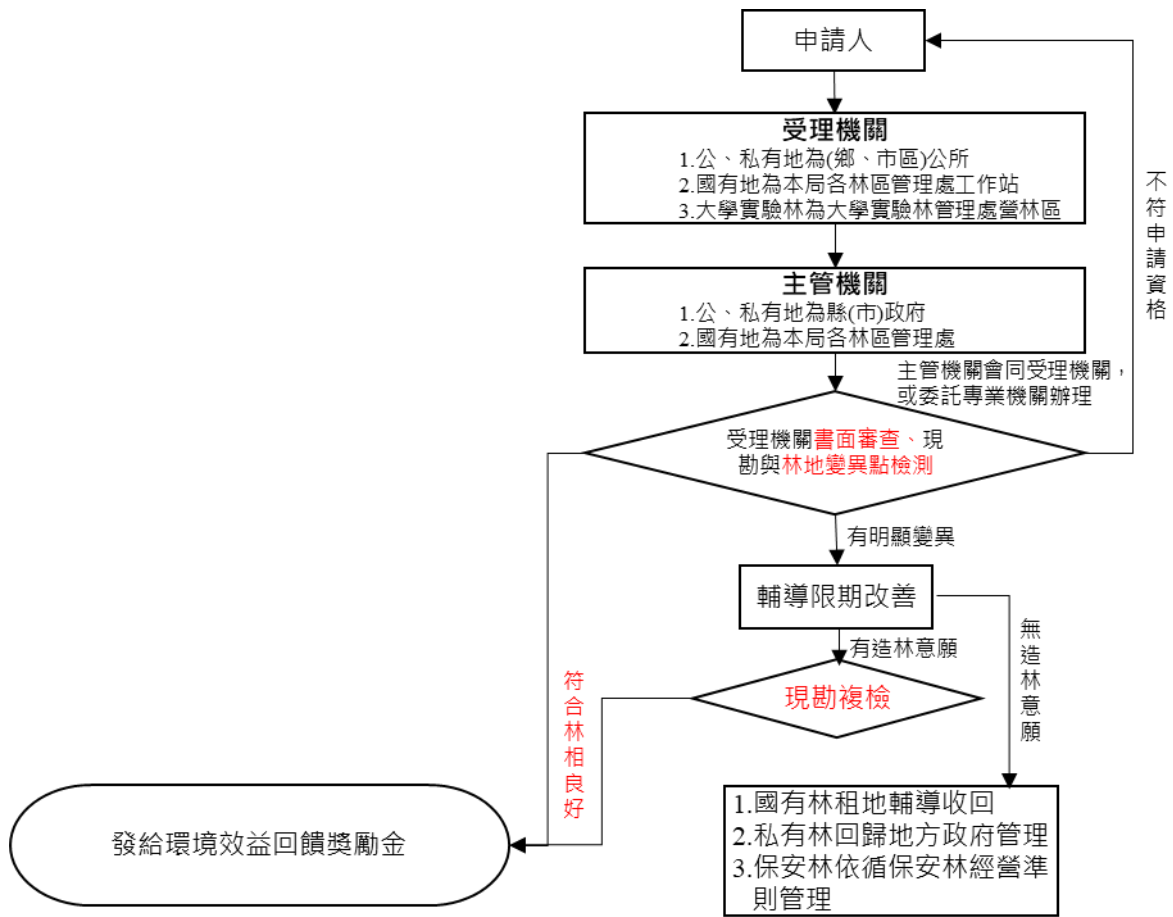 申請人
受理機關
1.公、私有地為(鄉、市區)公所
2.國有地為本局各林區管理處工作站
3.大學實驗林為大學實驗林管理處營林區
不符申請資格
主管機關
1.公、私有地為縣(市)政府
2.國有地為本局各林區管理處
主管機關會同受理機關，
或委託專業機關辦理
受理機關書面審查、現
勘與林地變異點檢測
有明顯變異
輔導限期改善
有造林意願
無造林意願
現勘複檢
符合林相良好
發給環境效益回饋獎勵金
1.國有林租地輔導收回
2.私有林回歸地方政府管理
3.保安林依循保安林經營準
則管理